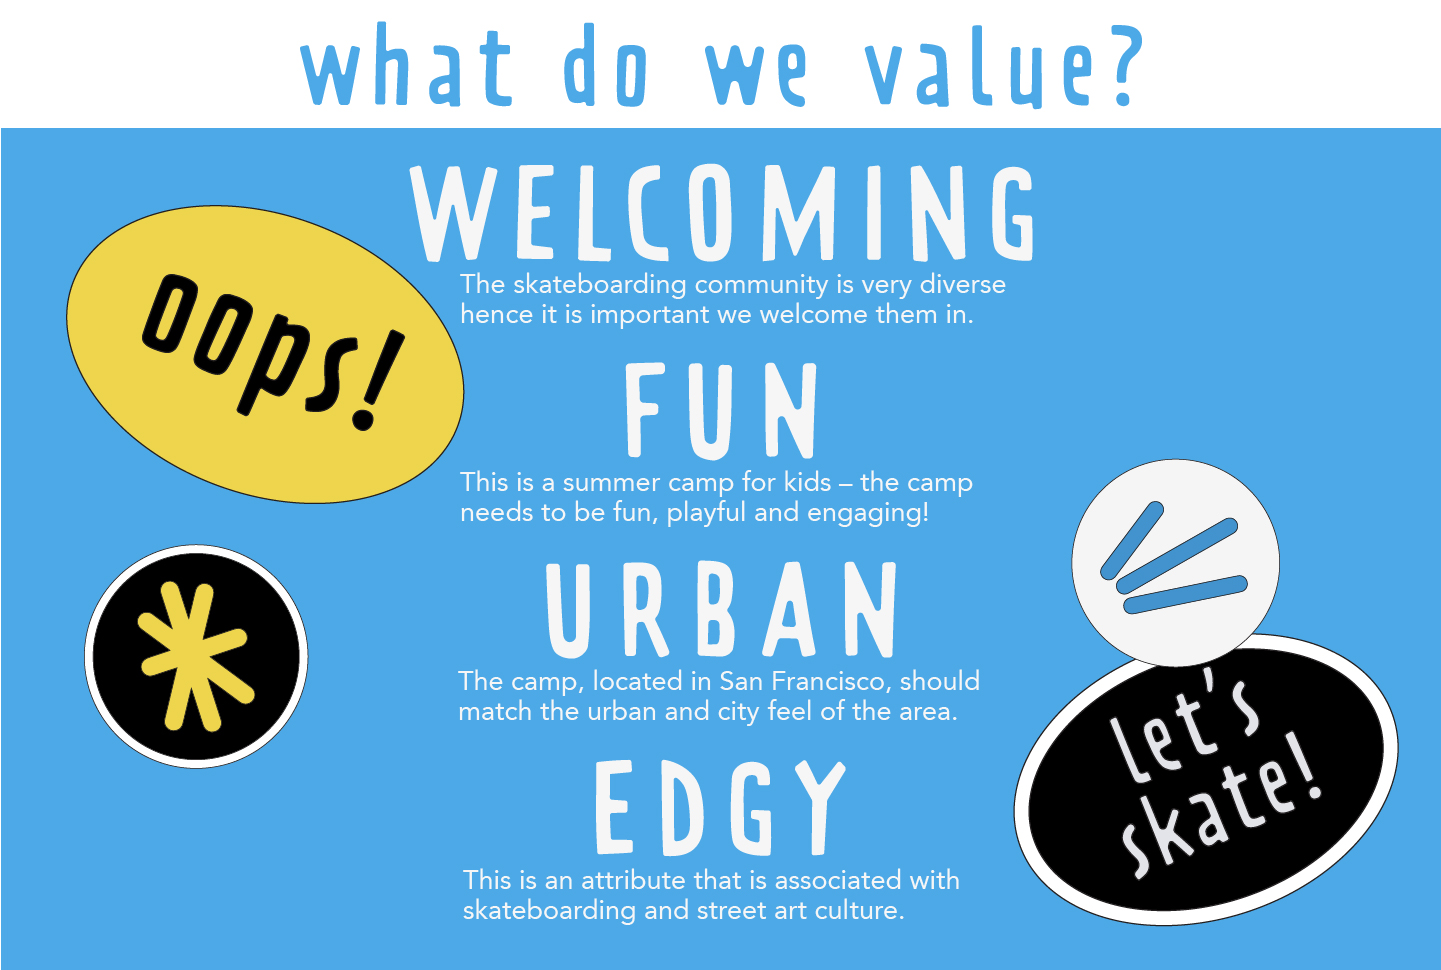 what do we value?
WELCOMING
The skateboarding community is very diverse
hence it is important we welcome them in.
oops!
FUN
This is a summer camp for kids – the camp
needs to be fun, playful and engaging!
URBAN
The camp, located in San Francisco, should
match the urban and city feel of the area.
EDGY
This is an attribute that is associated with
skateboarding and street art culture.
let's
skate!